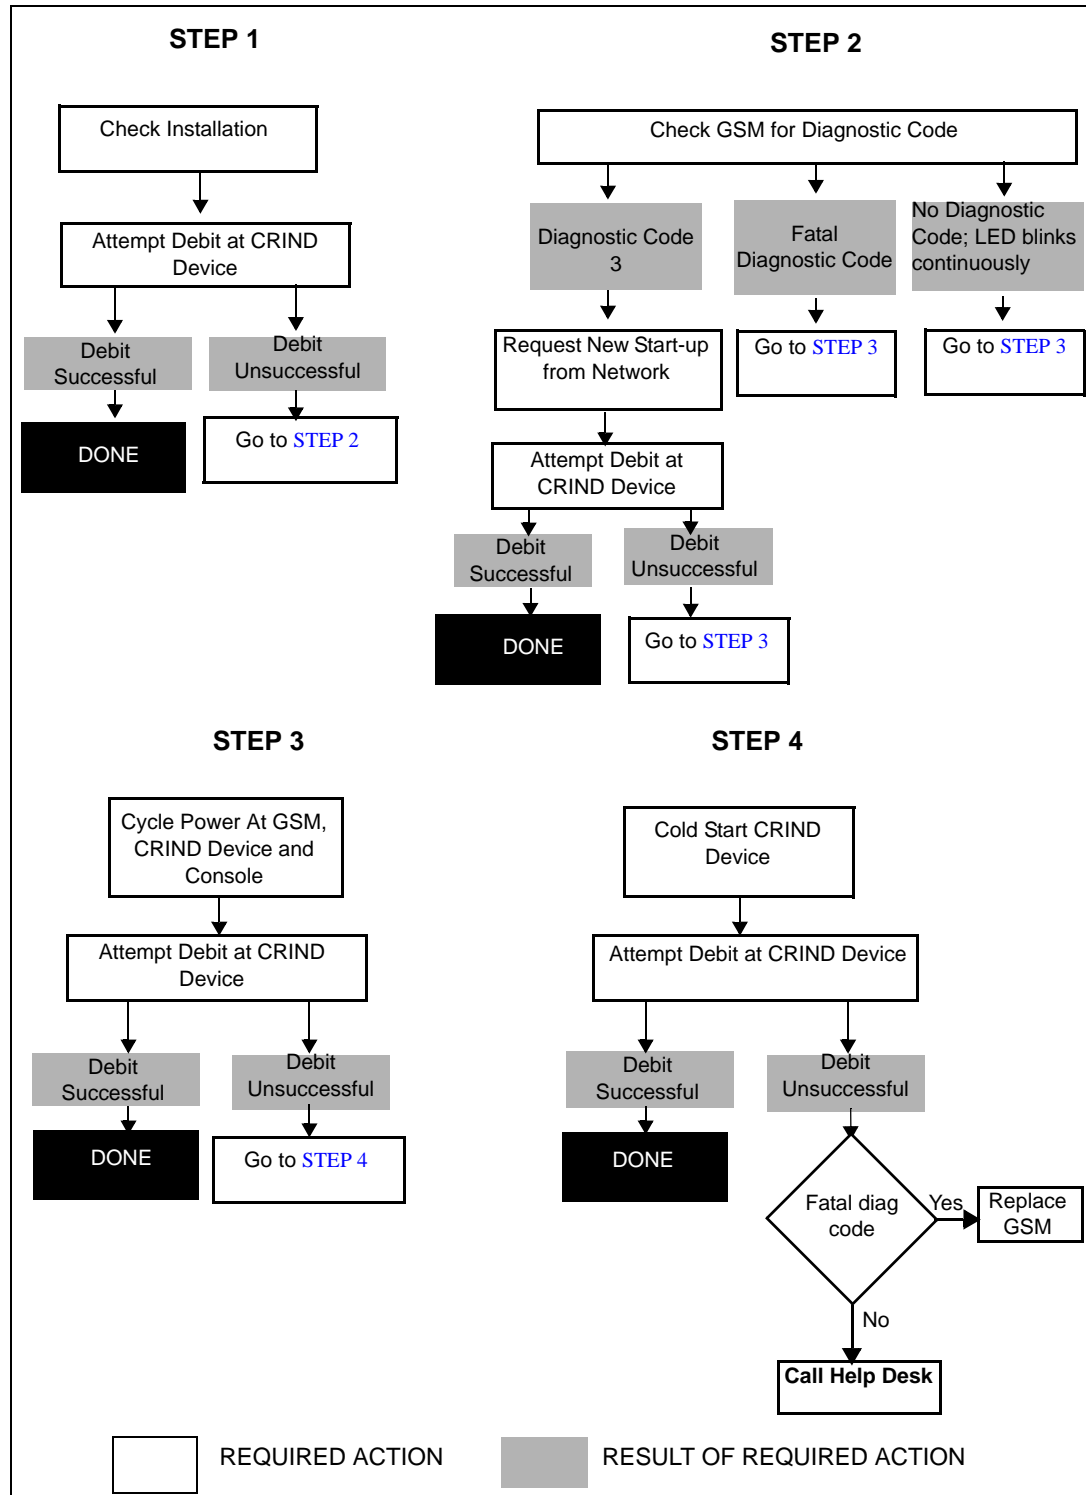 STEP 1
Check Installation
Attempt Debit at CRIND
Device
Debit
Successful
Debit
Unsuccessful
DONE
Go to STEP 2
STEP 2
Check GSM for Diagnostic Code
Diagnostic Code
3
Fatal
Diagnostic Code
No Diagnostic
Code; LED blinks
continuously
Request New Start-up
from Network
Go to STEP 3
Go to STEP 3
Attempt Debit at
CRIND Device
Debit
Successful
Debit
Unsuccessful
DONE
Go to STEP 3
STEP 3
Cycle Power At GSM,
CRIND Device and
Console
Attempt Debit at CRIND
Device
Debit
Successful
Debit
Unsuccessful
DONE
Go to STEP 4
STEP 4
Cold Start CRIND
Device
Attempt Debit at CRIND Device
Debit
Successful
Debit
Unsuccessful
DONE
Fatal diag
code
Yes
Replace
GSM
No
Call Help Desk
REQUIRED ACTION
RESULT OF REQUIRED ACTION